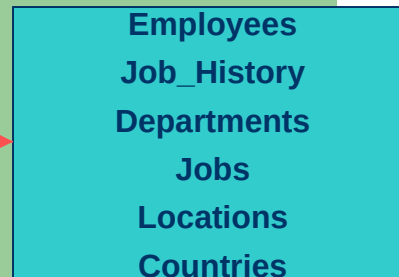 Employees
Job_History
Departments
Jobs
Locations
Countries